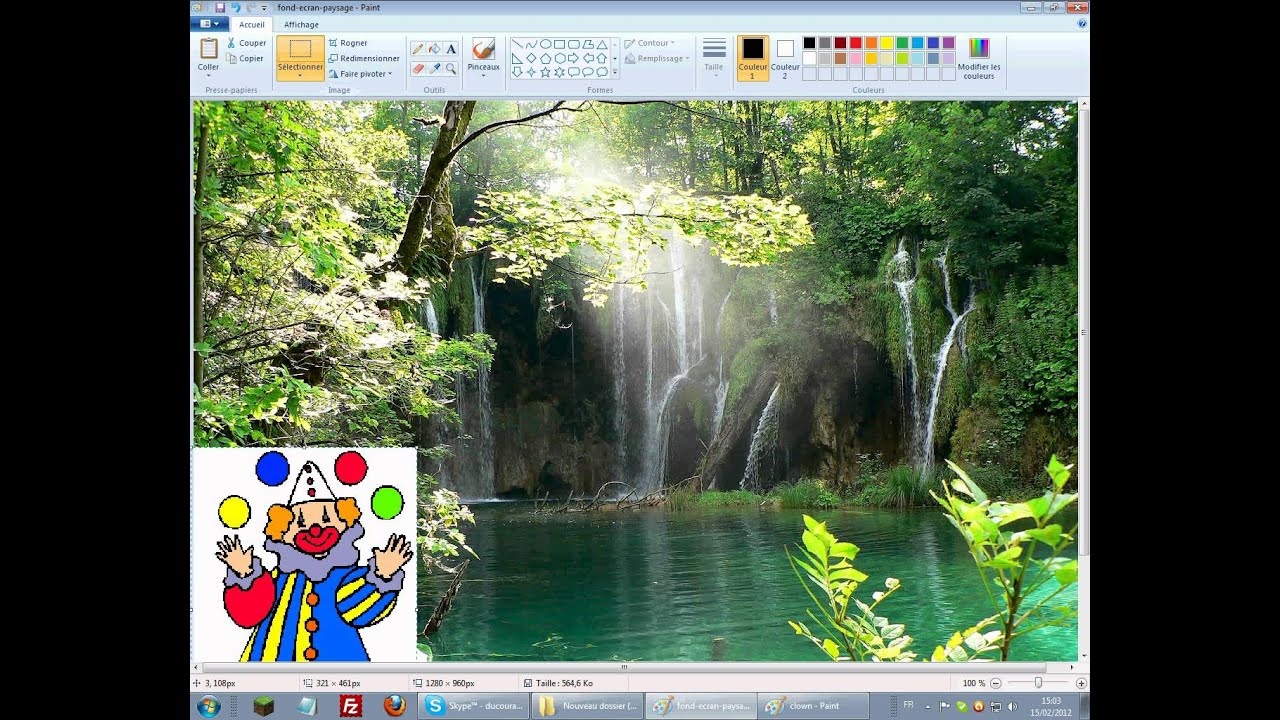 fond-ecran-paysage - Paint
Accueil Affichage
Coller
Couper
Copier
Presse-papiers
Sélectionner
Rogner
Redimensionner
Faire pivoter
Image
A
Outils
Pinceaux
Contour
Remplissage
Formes
Taille
Couleur 1
Couleur 2
Modifier les couleurs
Couleurs
3, 108px
321 × 461px
1280 × 960px
Taille : 564,6 Ko
100 %
Skype™ - ducoura...
Nouveau dossier (...
fond-ecran-paysa...
clown - Paint
FR
15:03
15/02/2012